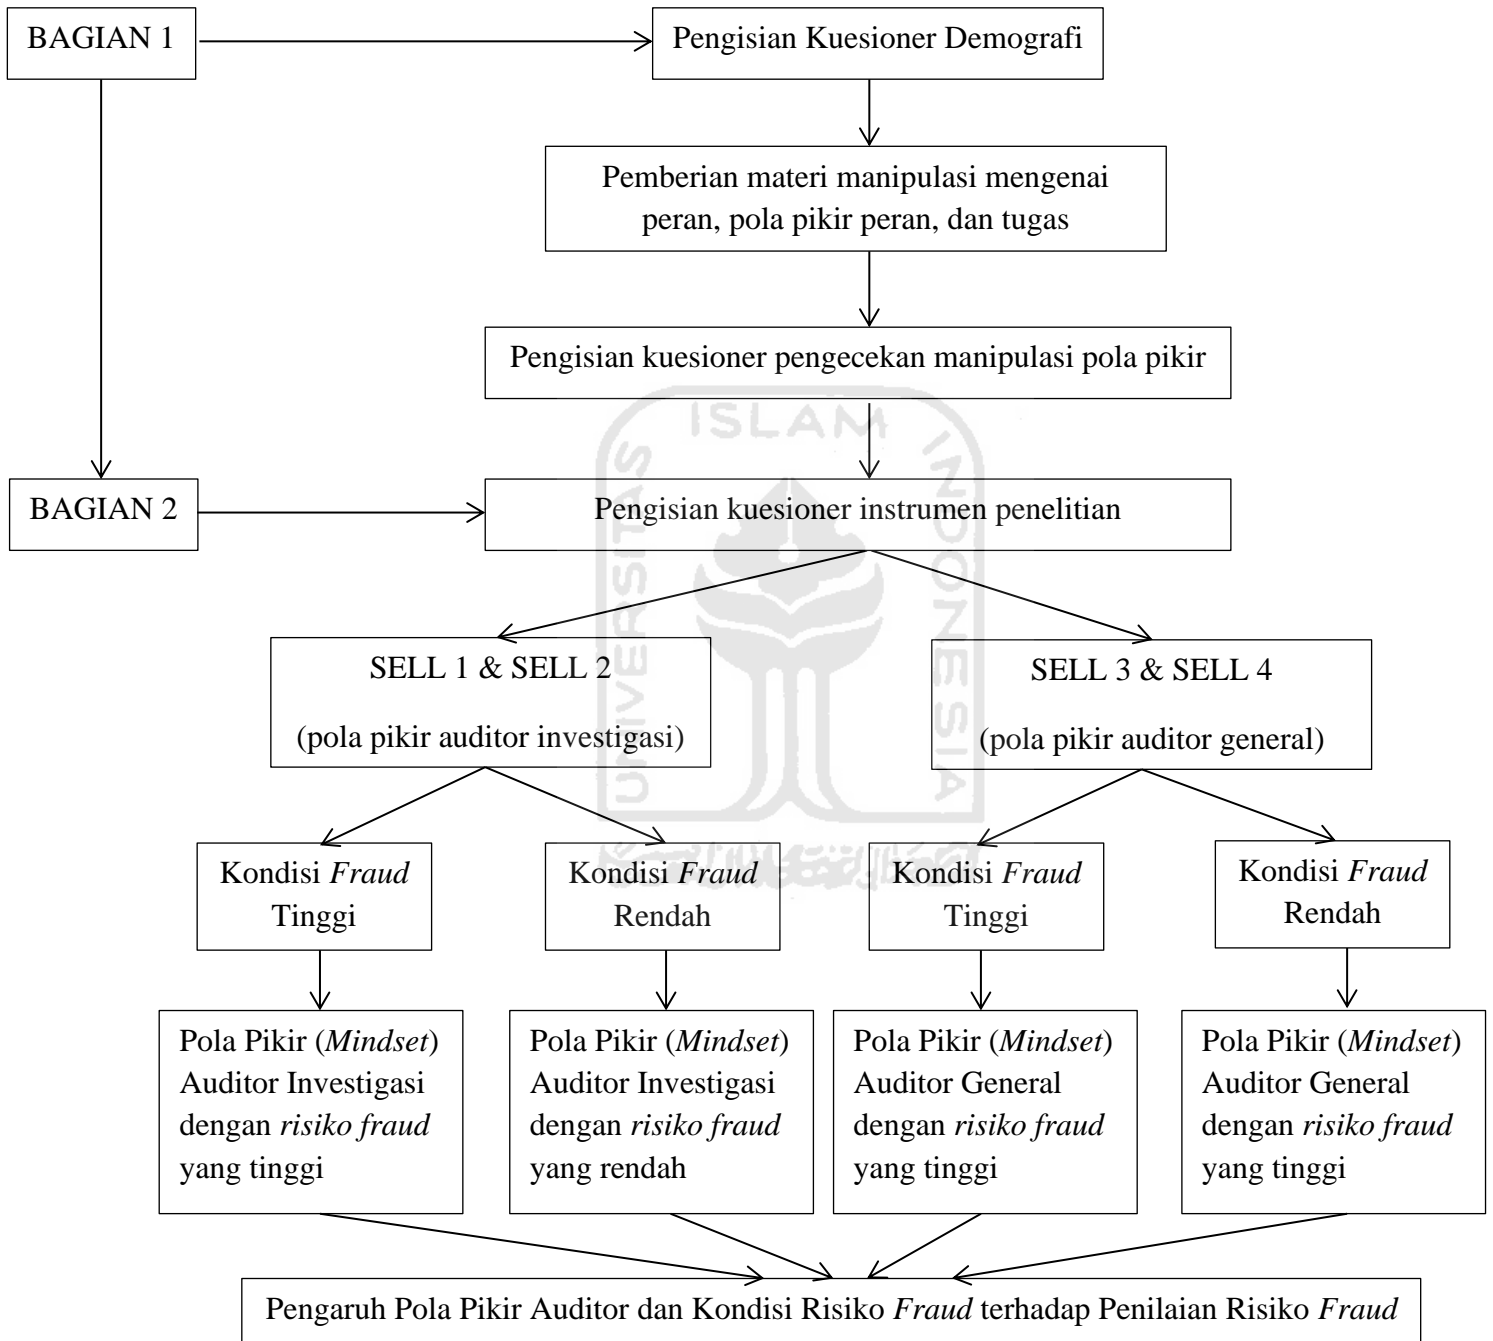 BAGIAN 1
Pengisian Kuesioner Demografi
Pemberian materi manipulasi mengenai
peran, pola pikir peran, dan tugas
Pengisian kuesioner pengecekan manipulasi pola pikir
BAGIAN 2
Pengisian kuesioner instrumen penelitian
SELL 1 & SELL 2
(pola pikir auditor investigasi)
SELL 3 & SELL 4
(pola pikir auditor general)
Kondisi Fraud
Tinggi
Kondisi Fraud
Rendah
Kondisi Fraud
Tinggi
Kondisi Fraud
Rendah
Pola Pikir (Mindset)
Auditor Investigasi
dengan risiko fraud
yang tinggi
Pola Pikir (Mindset)
Auditor Investigasi
dengan risiko fraud
yang rendah
Pola Pikir (Mindset)
Auditor General
dengan risiko fraud
yang tinggi
Pola Pikir (Mindset)
Auditor General
dengan risiko fraud
yang tinggi
Pengaruh Pola Pikir Auditor dan Kondisi Risiko Fraud terhadap Penilaian Risiko Fraud
UNIVERSITAS
ISLAM
INDONESIA